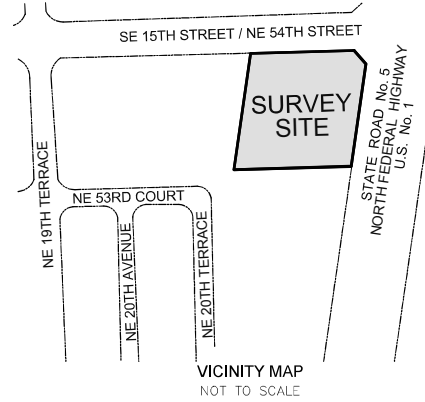 SE 15TH STREET / NE 54TH STREET
SURVEY
SITE
STATE ROAD No. 5
NORTH FEDERAL HIGHWAY
U.S. No. 1
NE 19TH TERRACE
NE 53RD COURT
NE 20TH AVENUE
NE 20TH TERRACE
VICINITY MAP
NOT TO SCALE